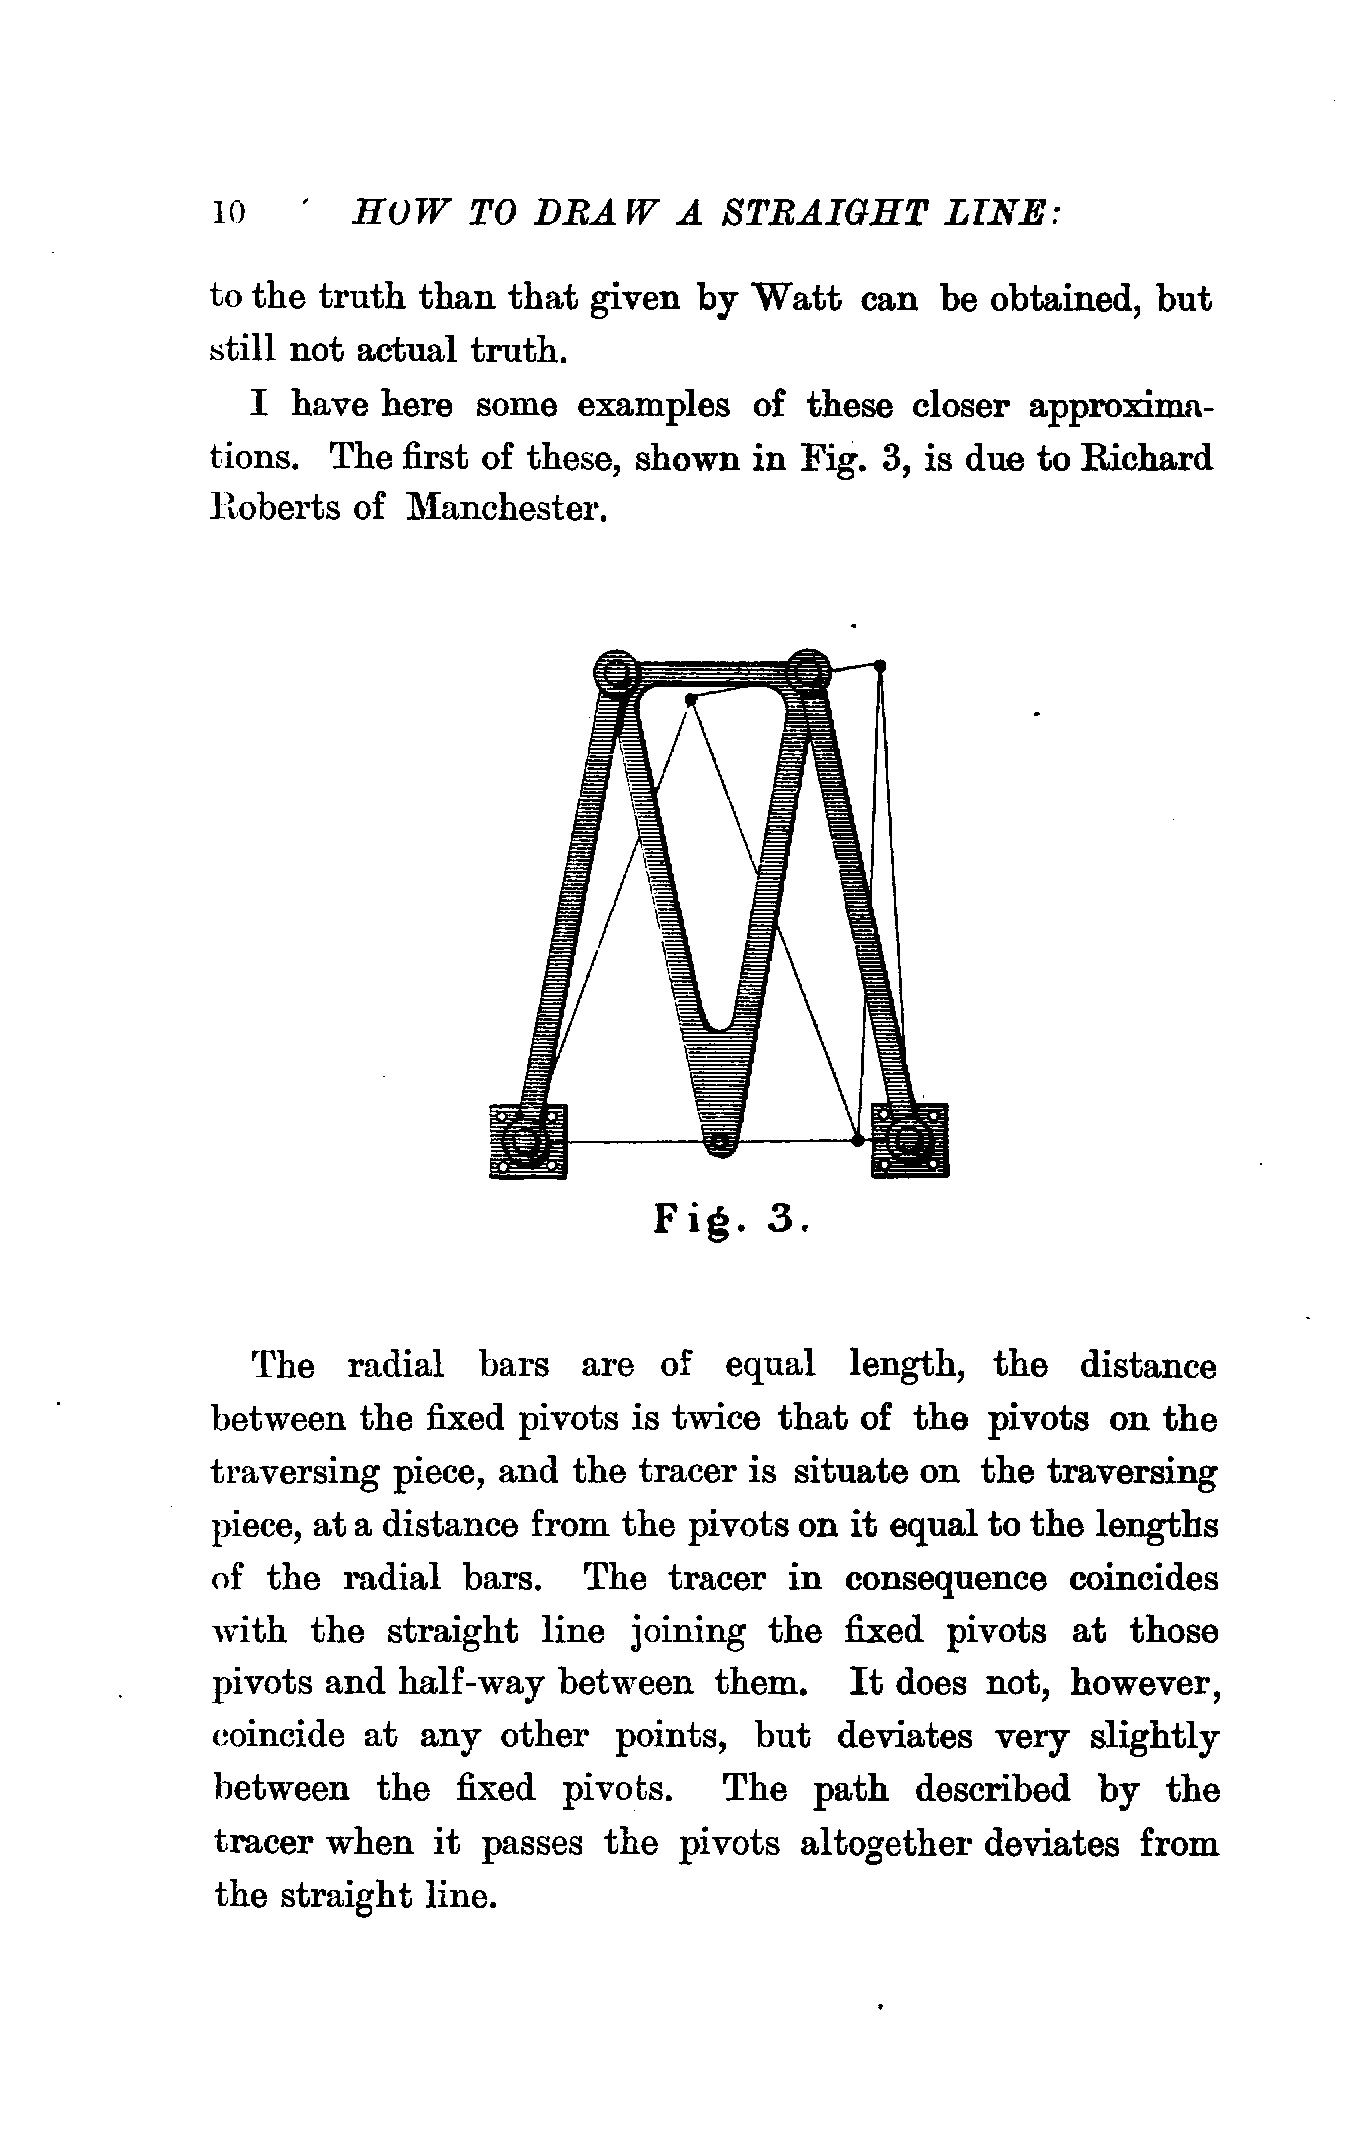 10 HOW TO DRAW A STRAIGHT LINE:
to the truth than that given by Watt can be obtained, but
still not actual truth.
I have here some examples of these closer approxima-
tions. The first of these, shown in Fig. 3, is due to Richard
Roberts of Manchester.
Fig. 3.
The radial bars are of equal length, the distance
between the fixed pivots is twice that of the pivots on the
traversing piece, and the tracer is situate on the traversing
piece, at a distance from the pivots on it equal to the lengths
of the radial bars. The tracer in consequence coincides
with the straight line joining the fixed pivots at those
pivots and half-way between them. It does not, however,
coincide at any other points, but deviates very slightly
between the fixed pivots. The path described by the
tracer when it passes the pivots altogether deviates from
the straight line.